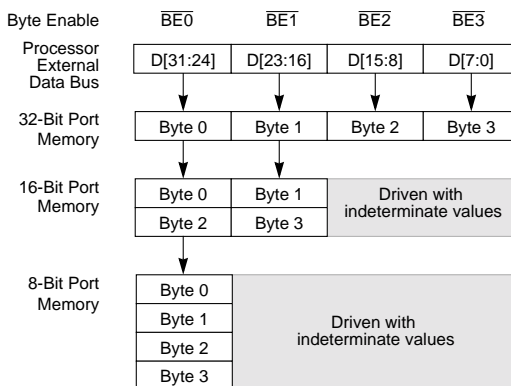 Byte Enable BE0 BE1 BE2 BE3
Processor External Data Bus D[31:24] D[23:16] D[15:8] D[7:0]
32-Bit Port Memory Byte 0 Byte 1 Byte 2 Byte 3
16-Bit Port Memory
Byte 0 Byte 1
Byte 2 Byte 3
Driven with
indeterminate values
8-Bit Port Memory
Byte 0
Byte 1
Byte 2
Byte 3
Driven with
indeterminate values